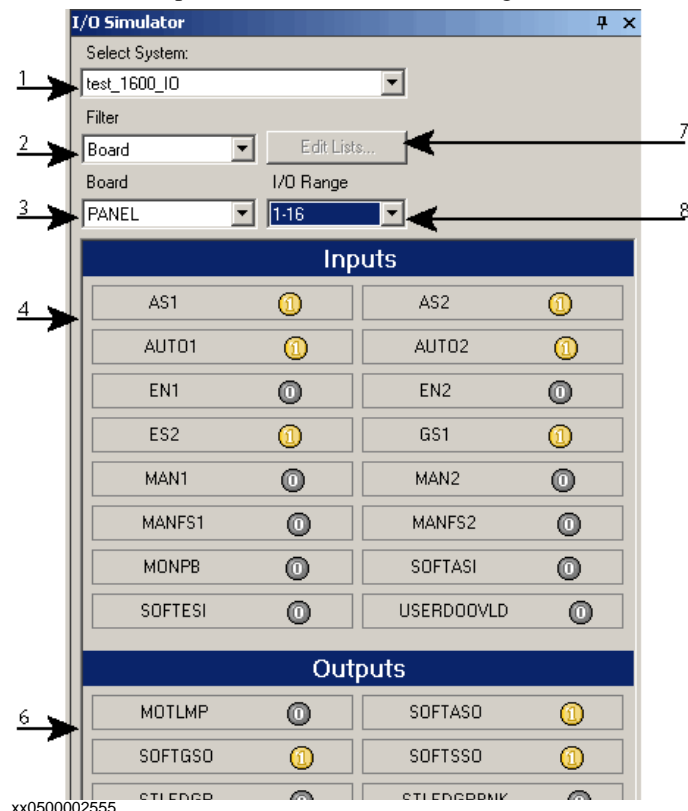 I/O Simulator
Select System:
1
test_1600_IO
Filter
2
Board
Edit Lists...
7
Board
I/O Range
3
PANEL
1-16
8
Inputs
4
AS1 1
AS2 1
AUTO1 1
AUTO2 1
EN1 0
EN2 0
ES2 1
GS1 1
MAN1 0
MAN2 0
MANFS1 0
MANFS2 0
MONPB 0
SOFTASI 0
SOFTESI 0
USERDOOVLD 0
Outputs
6
MOTLMP 0
SOFTASO 1
SOFTGSO 1
SOFTSSO 1
xx0500002555